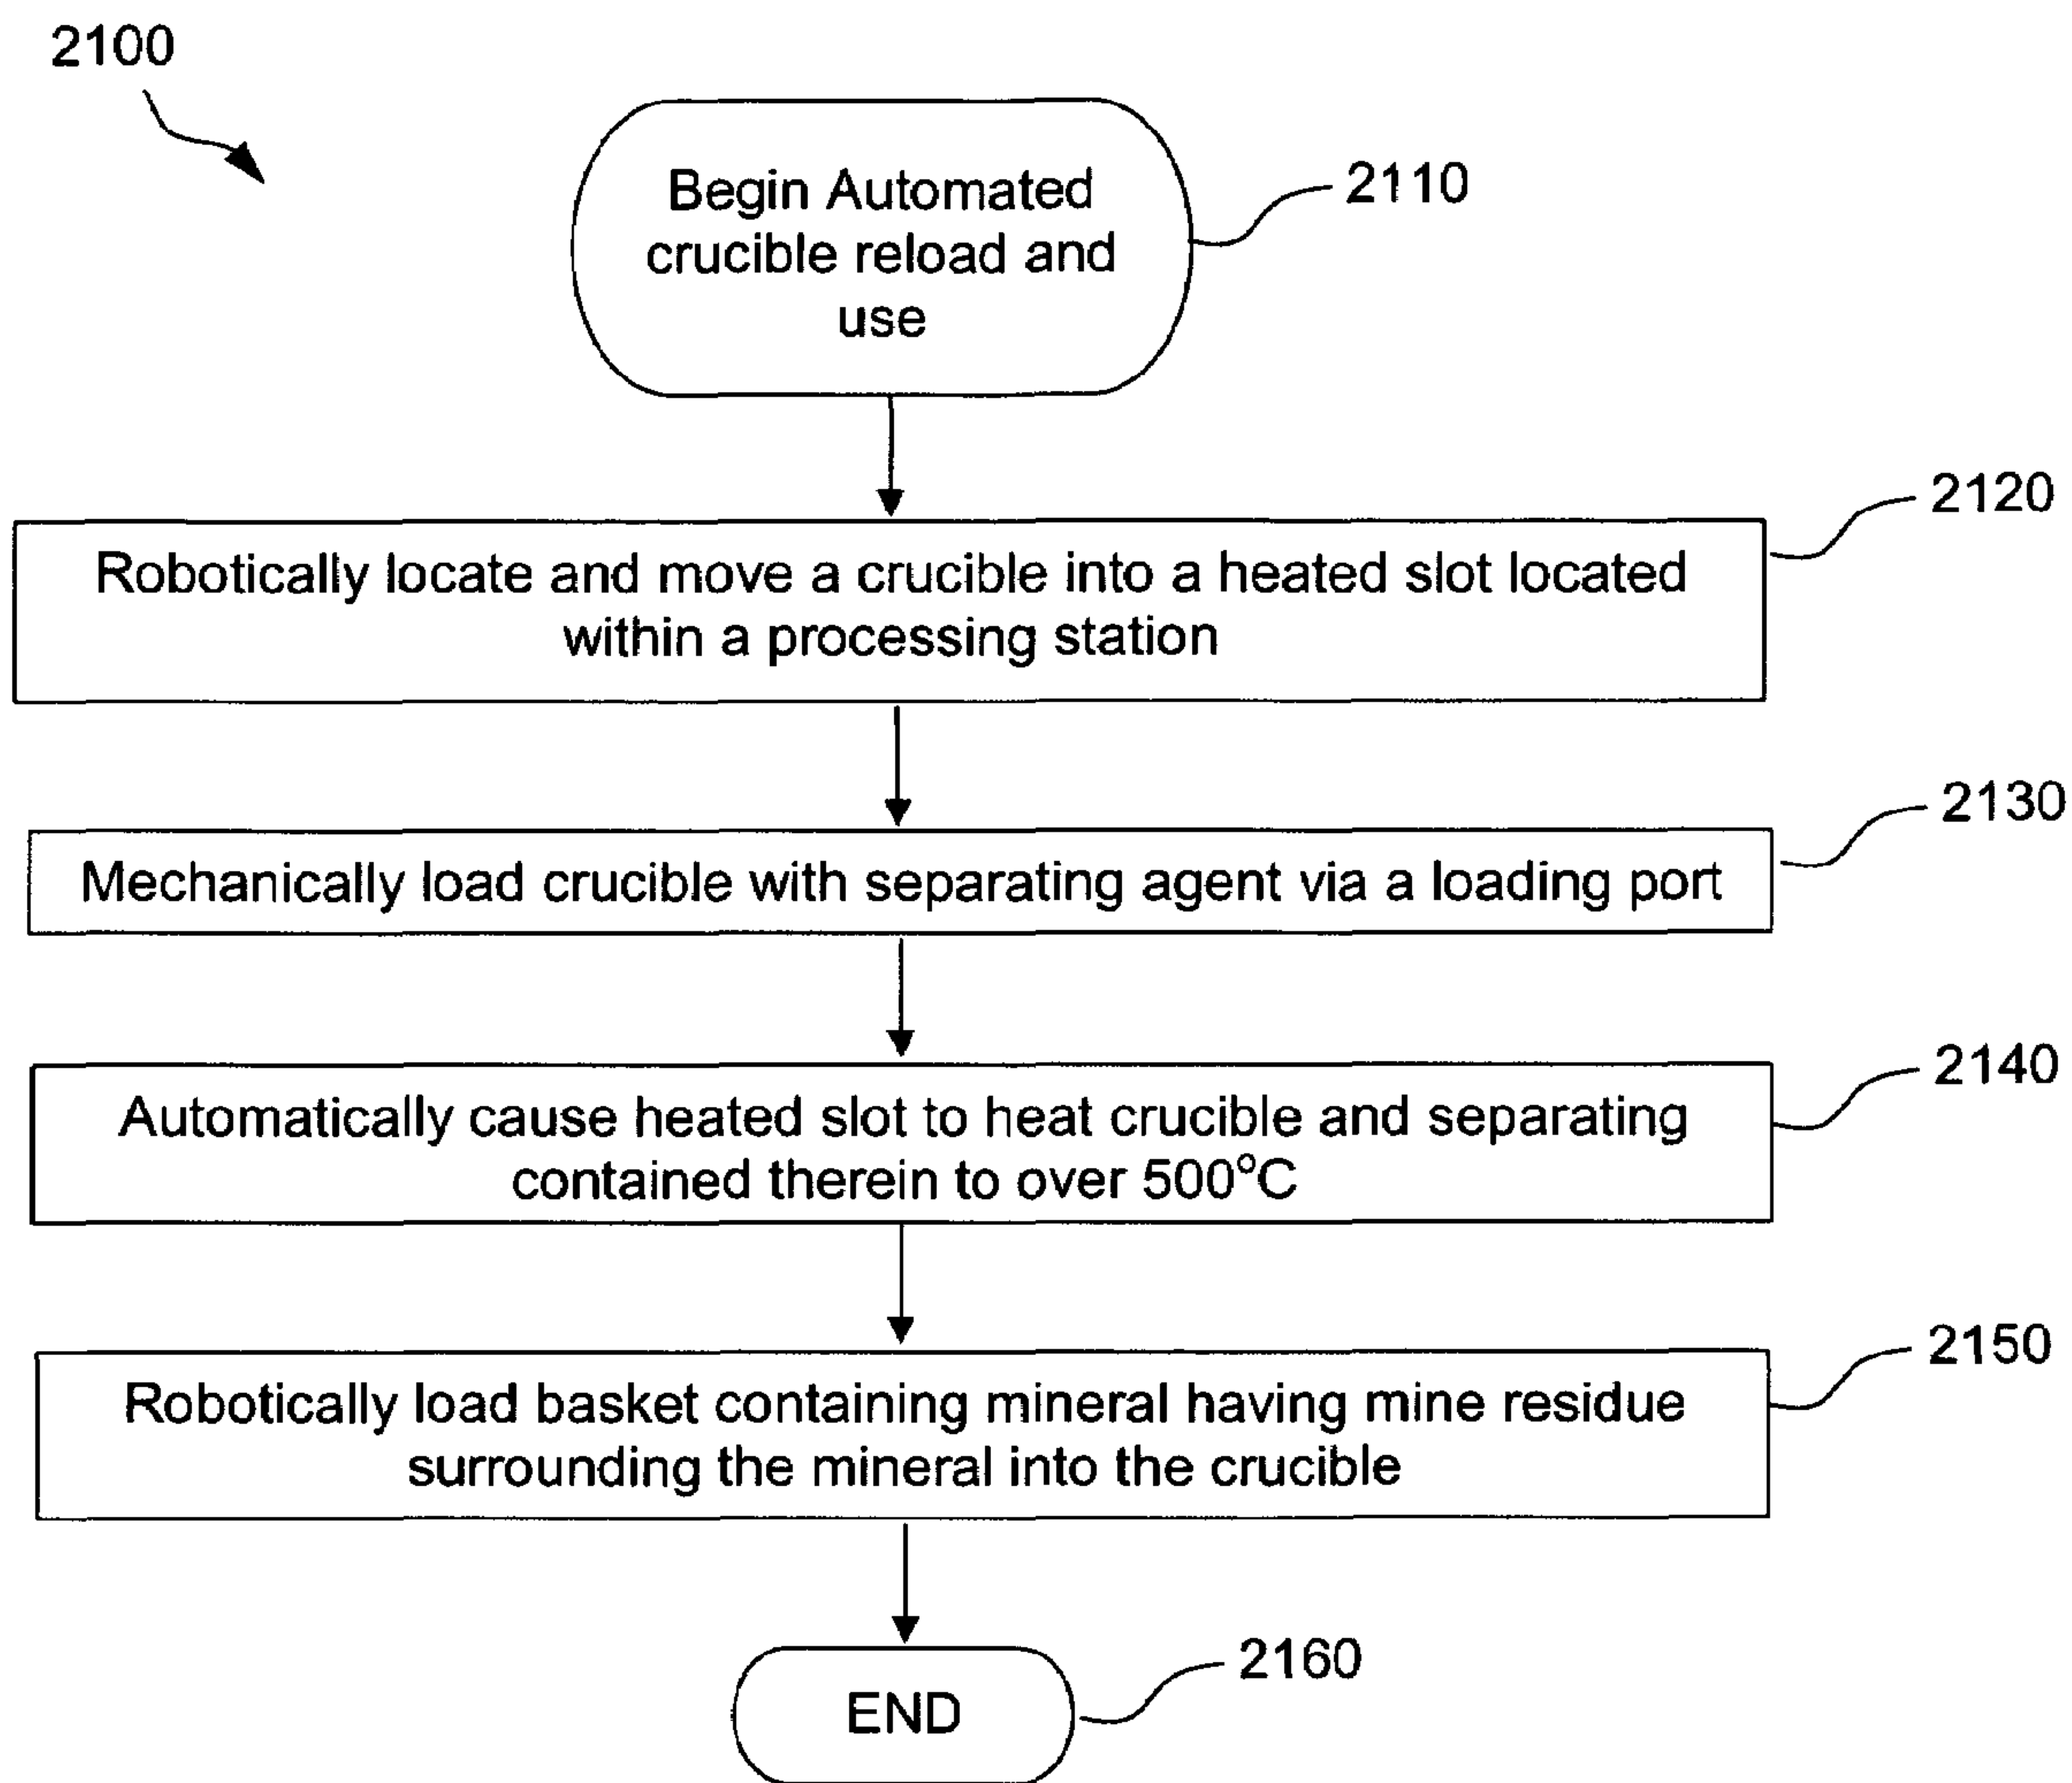 2100
Begin Automated
crucible reload and
use
2110
2120
Robotically locate and move a crucible into a heated slot located
within a processing station
2130
Mechanically load crucible with separating agent via a loading port
2140
Automatically cause heated slot to heat crucible and separating
contained therein to over 500°C
2150
Robotically load basket containing mineral having mine residue
surrounding the mineral into the crucible
2160
END